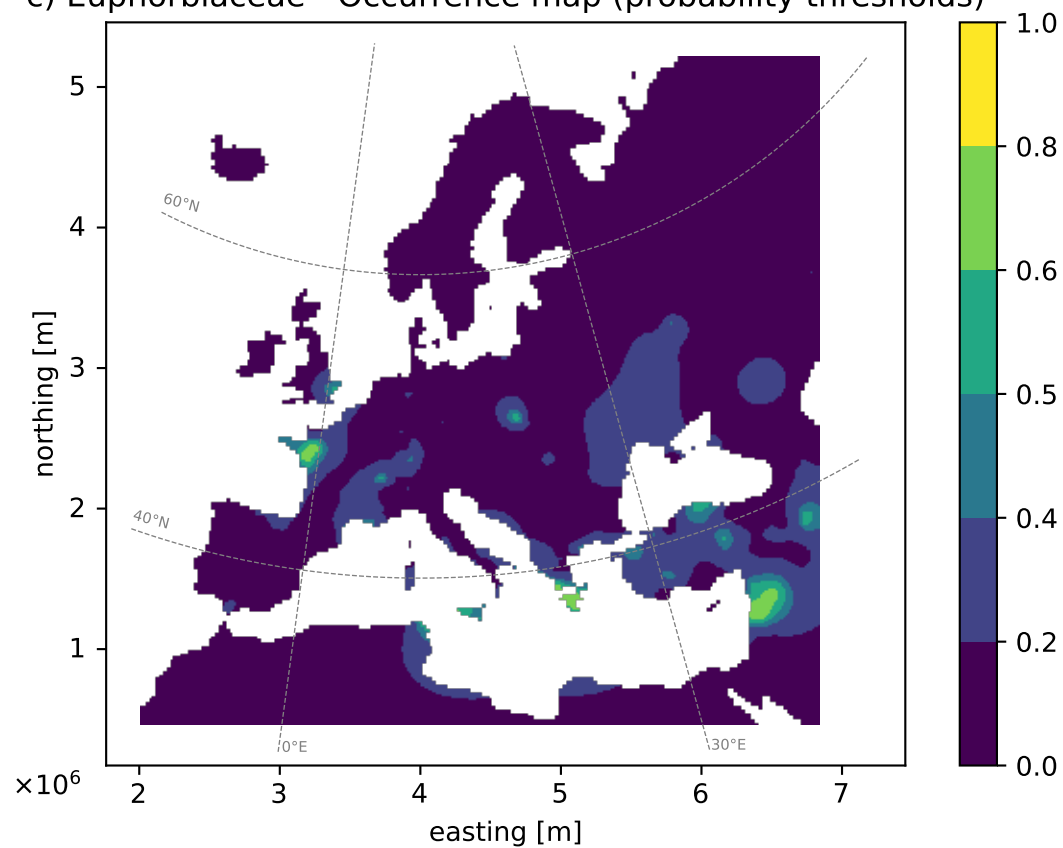 c) Euphorbiaceae - Occurrence map (probability thresholds)
1.0
0.8
0.6
0.5
0.4
0.2
0.0
5
4
3
2
1
northing [m]
60°N
40°N
0°E
30°E
×10⁶
2 3 4 5 6 7
easting [m]